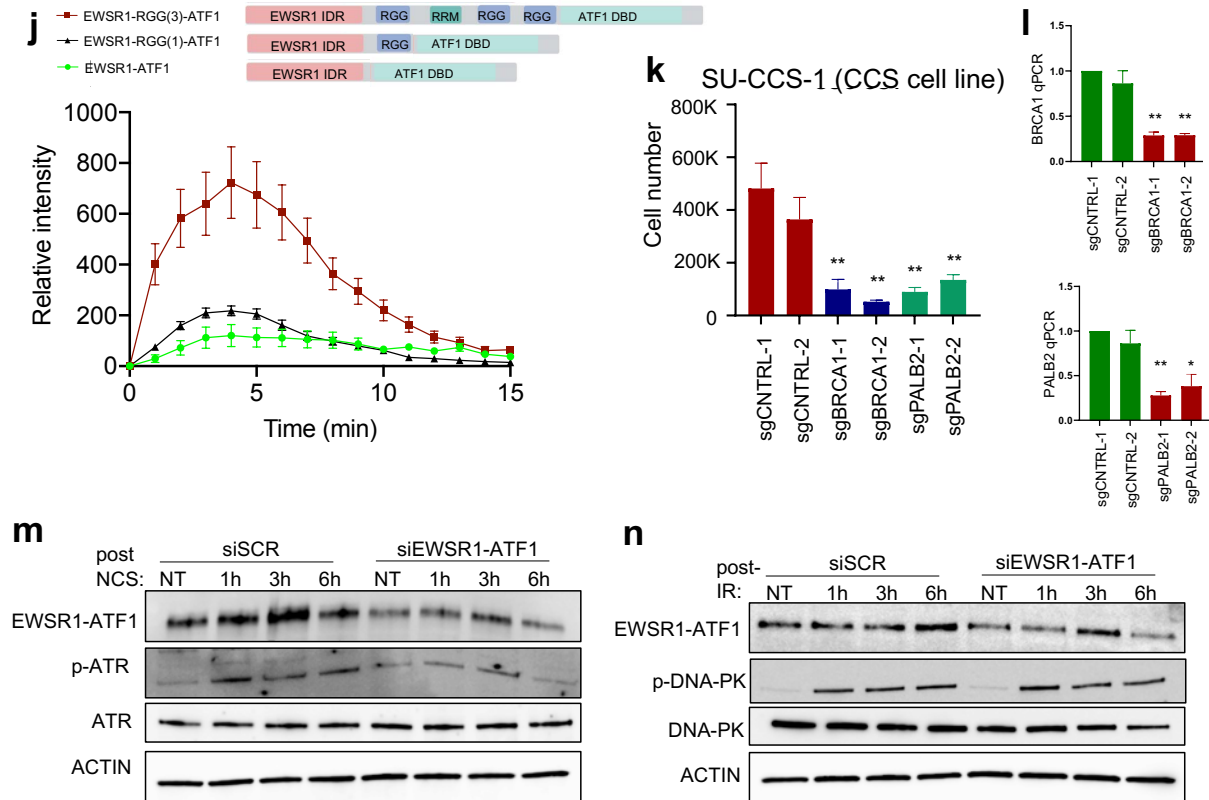 j
EWSR1-RGG(3)-ATF1
EWSR1 IDR RGG RRM RGG RGG ATF1 DBD
EWSR1-RGG(1)-ATF1
EWSR1 IDR RGG ATF1 DBD
EWSR1-ATF1
EWSR1 IDR ATF1 DBD
Relative intensity
1000
800
600
400
200
0
0 5 10 15
Time (min)
k
SU-CCS-1 (CCS cell line)
Cell number
800K
600K
400K
200K
0
** ** ** **
sgCNTRL-1
sgCNTRL-2
sgBRCA1-1
sgBRCA1-2
sgPALB2-1
sgPALB2-2
l
BRCA1 qPCR
1.5
1.0
0.5
0.0
** **
sgCNTRL-1
sgCNTRL-2
sgBRCA1-1
sgBRCA1-2
PALB2 qPCR
1.5
1.0
0.5
0.0
** *
sgCNTRL-1
sgCNTRL-2
sgPALB2-1
sgPALB2-2
m
post siSCR siEWSR1-ATF1
NCS: NT 1h 3h 6h NT 1h 3h 6h
EWSR1-ATF1
p-ATR
ATR
ACTIN
n
post- siSCR siEWSR1-ATF1
IR: NT 1h 3h 6h NT 1h 3h 6h
EWSR1-ATF1
p-DNA-PK
DNA-PK
ACTIN